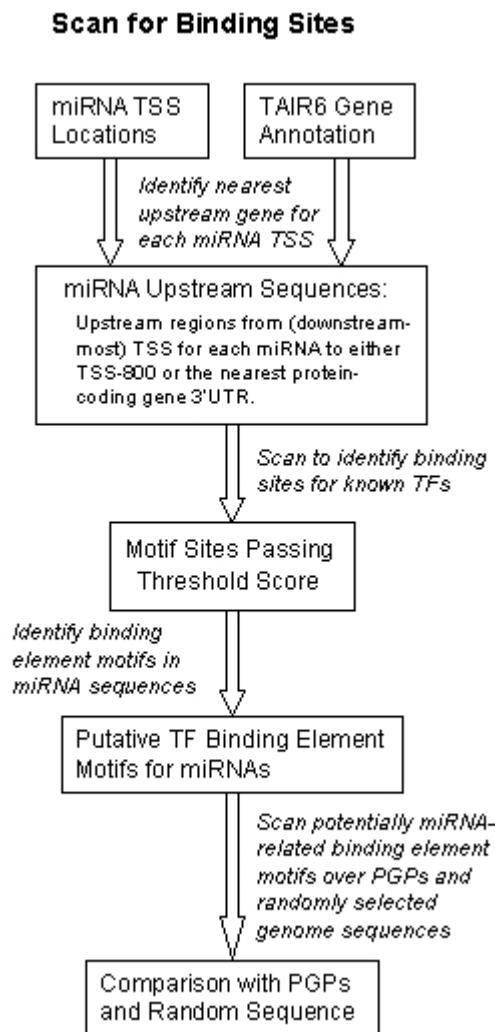 Scan for Binding Sites
miRNA TSS
Locations
TAIR6 Gene
Annotation
Identify nearest
upstream gene for
each miRNA TSS
miRNA Upstream Sequences:
Upstream regions from (downstream-
most) TSS for each miRNA to either
TSS-800 or the nearest protein-
coding gene 3'UTR.
Scan to identify binding
sites for known TFs
Motif Sites Passing
Threshold Score
Identify binding
element motifs in
miRNA sequences
Putative TF Binding Element
Motifs for miRNAs
Scan potentially miRNA-
related binding element
motifs over PGPs and
randomly selected
genome sequences
Comparison with PGPs
and Random Sequence